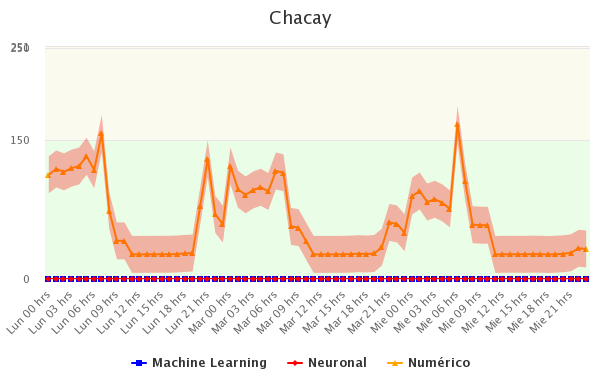 Chacay
250
150
0
Lun 00 hrs
Lun 03 hrs
Lun 06 hrs
Lun 09 hrs
Lun 12 hrs
Lun 15 hrs
Lun 18 hrs
Lun 21 hrs
Mar 00 hrs
Mar 03 hrs
Mar 06 hrs
Mar 09 hrs
Mar 12 hrs
Mar 15 hrs
Mar 18 hrs
Mar 21 hrs
Mie 00 hrs
Mie 03 hrs
Mie 06 hrs
Mie 09 hrs
Mie 12 hrs
Mie 15 hrs
Mie 18 hrs
Mie 21 hrs
Machine Learning Neuronal Numérico